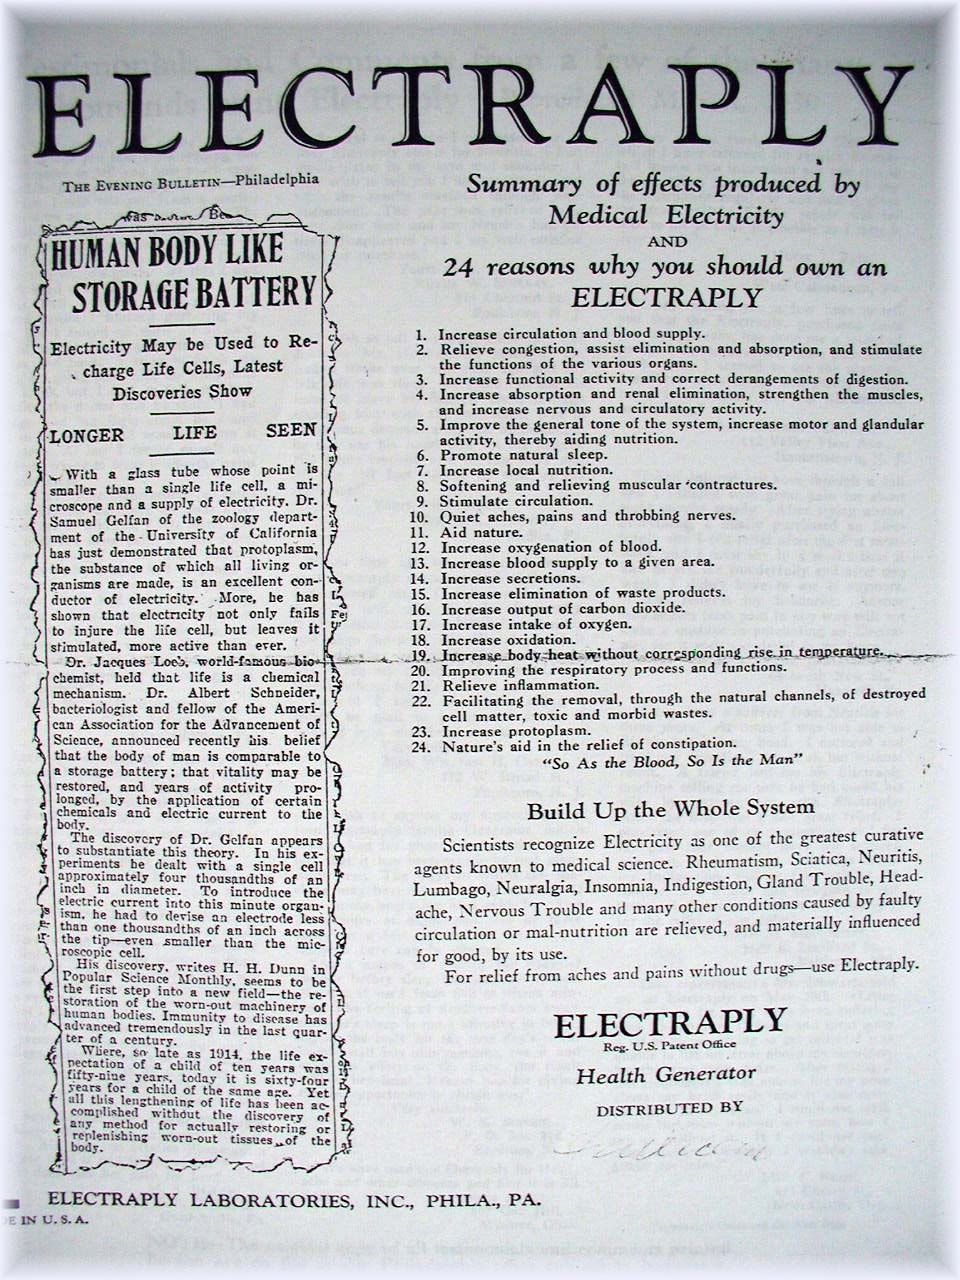 ELECTRAPLY
THE EVENING BULLETIN—Philadelphia
HUMAN BODY LIKE
STORAGE BATTERY
Electricity May be Used to Re-
charge Life Cells, Latest
Discoveries Show
LONGER LIFE SEEN
With a glass tube whose point is
smaller than a single life cell, a mi-
croscope and a supply of electricity. Dr.
Samuel Gelfan of the zoology depart-
ment of the University of California
has just demonstrated that protoplasm,
the substance of which all living or-
ganisms are made, is an excellent con-
ductor of electricity. More, he has
shown that electricity not only fails
to injure the life cell, but leaves it
stimulated, more active than ever.
Dr. Jacques Loeb, world-famous bio-
chemist, held that life is a chemical
mechanism. Dr. Albert Schneider,
bacteriologist and fellow of the Ameri-
can Association for the Advancement of
Science, announced recently his belief
that the body of man is comparable to
a storage battery; that vitality may be
restored, and years of activity pro-
longed, by the application of certain
chemicals and electric current to the
body.
The discovery of Dr. Gelfan appears
to substantiate this theory. In his ex-
periments he dealt with a single cell
approximately four thousandths of an
inch in diameter. To introduce the
electric current into this minute organ-
ism, he had to devise an electrode less
than one thousandths of an inch across
the tip—even smaller than the mic-
roscopic cell.
His discovery, writes H. H. Dunn in
Popular Science Monthly, seems to be
the first step into a new field—the re-
storation of the worn-out machinery of
human bodies. Immunity to disease has
advanced tremendously in the last quar-
ter of a century.
Where, so late as 1914, the life ex-
pectation of a child of ten years was
fifty-nine years, today it is sixty-four
years for a child of the same age. Yet
all this lengthening of life has been ac-
complished without the discovery of
any method for actually restoring or
replenishing worn-out tissues of the
body.
Summary of effects produced by
Medical Electricity
AND
24 reasons why you should own an
ELECTRAPLY
1. Increase circulation and blood supply.
2. Relieve congestion, assist elimination and absorption, and stimulate
the functions of the various organs.
3. Increase functional activity and correct derangements of digestion.
4. Increase absorption and renal elimination, strengthen the muscles,
and increase nervous and circulatory activity.
5. Improve the general tone of the system, increase motor and glandular
activity, thereby aiding nutrition.
6. Promote natural sleep.
7. Increase local nutrition.
8. Softening and relieving muscular contractures.
9. Stimulate circulation.
10. Quiet aches, pains and throbbing nerves.
11. Aid nature.
12. Increase oxygenation of blood.
13. Increase blood supply to a given area.
14. Increase secretions.
15. Increase elimination of waste products.
16. Increase output of carbon dioxide.
17. Increase intake of oxygen.
18. Increase oxidation.
19. Increase body heat without corresponding rise in temperature.
20. Improving the respiratory process and functions.
21. Relieve inflammation.
22. Facilitating the removal, through the natural channels, of destroyed
cell matter, toxic and morbid wastes.
23. Increase protoplasm.
24. Nature's aid in the relief of constipation.
"So As the Blood, So Is the Man"
Build Up the Whole System
Scientists recognize Electricity as one of the greatest curative
agents known to medical science. Rheumatism, Sciatica, Neuritis,
Lumbago, Neuralgia, Insomnia, Indigestion, Gland Trouble, Head-
ache, Nervous Trouble and many other conditions caused by faulty
circulation or mal-nutrition are relieved, and materially influenced
for good, by its use.
For relief from aches and pains without drugs—use Electraply.
ELECTRAPLY
Reg. U.S. Patent Office
Health Generator
DISTRIBUTED BY
ELECTRAPLY LABORATORIES, INC., PHILA., PA.
DE IN U. S. A.